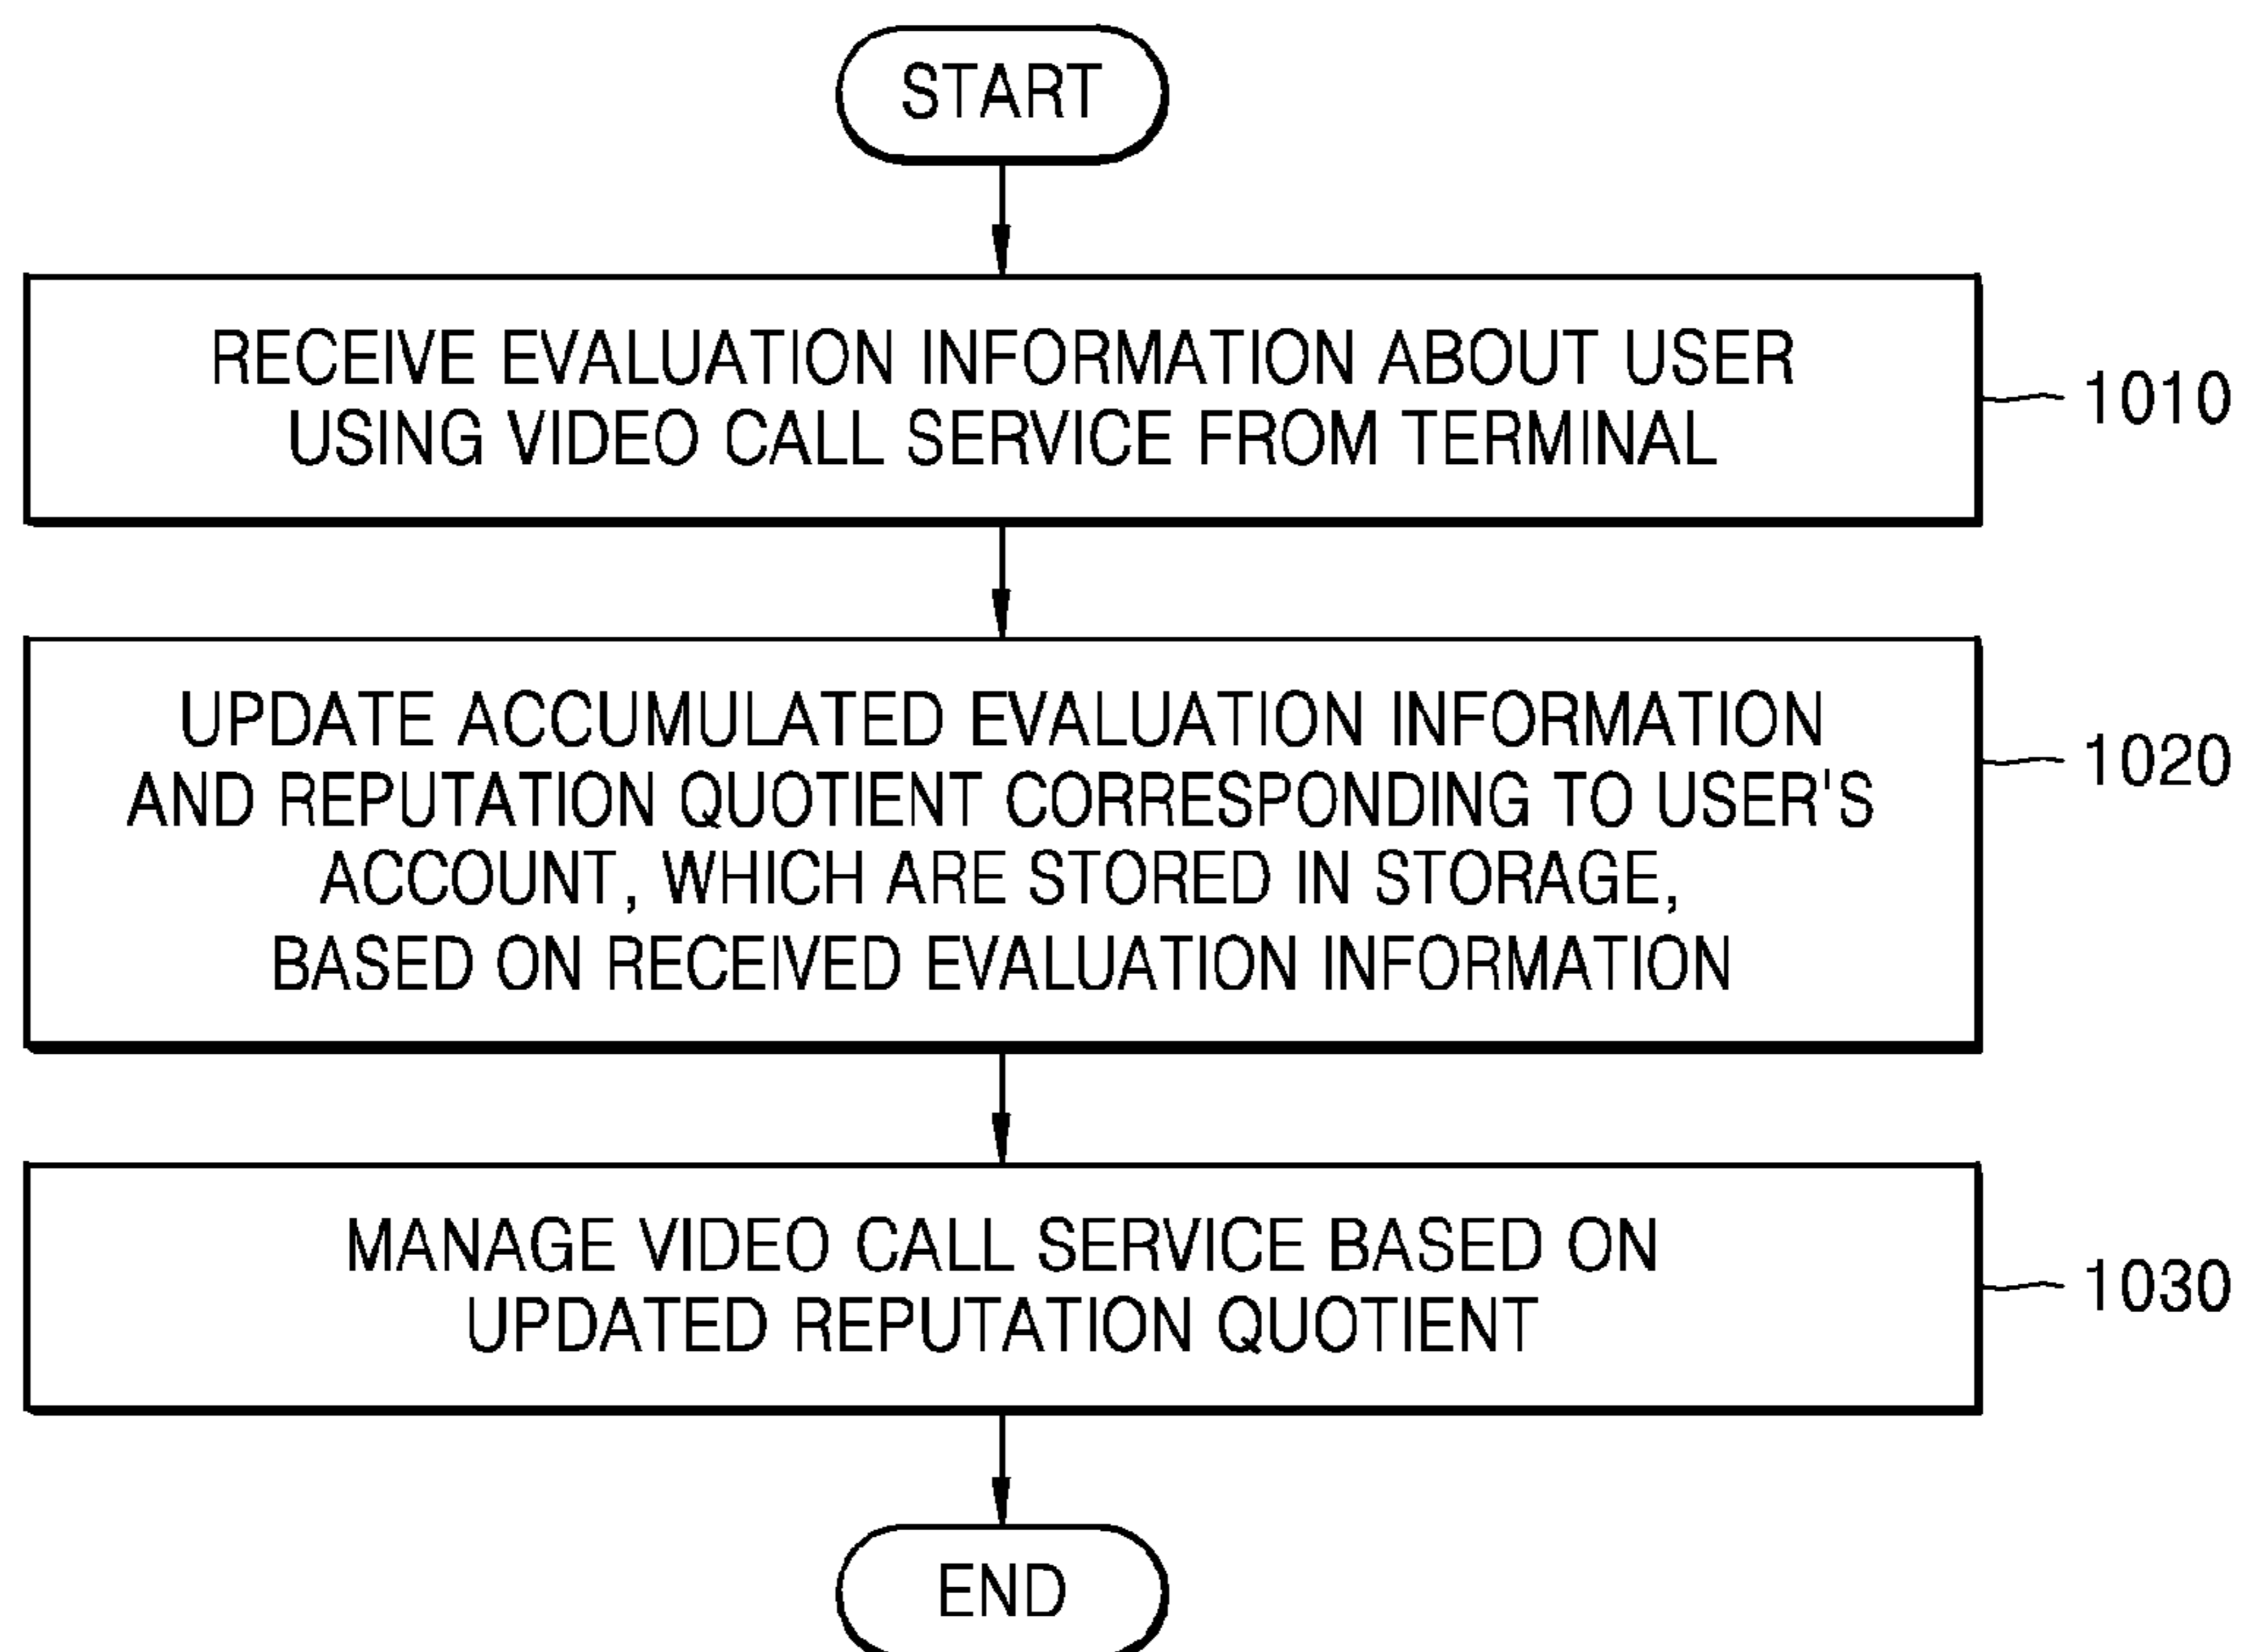 START
RECEIVE EVALUATION INFORMATION ABOUT USER
USING VIDEO CALL SERVICE FROM TERMINAL
1010
UPDATE ACCUMULATED EVALUATION INFORMATION
AND REPUTATION QUOTIENT CORRESPONDING TO USER'S
ACCOUNT, WHICH ARE STORED IN STORAGE,
BASED ON RECEIVED EVALUATION INFORMATION
1020
MANAGE VIDEO CALL SERVICE BASED ON
UPDATED REPUTATION QUOTIENT
1030
END